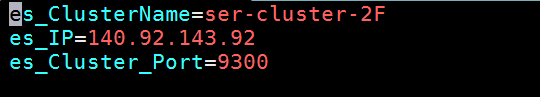 es_ClusterName=ser-cluster-2F
es_IP=140.92.143.92
es_Cluster_Port=9300